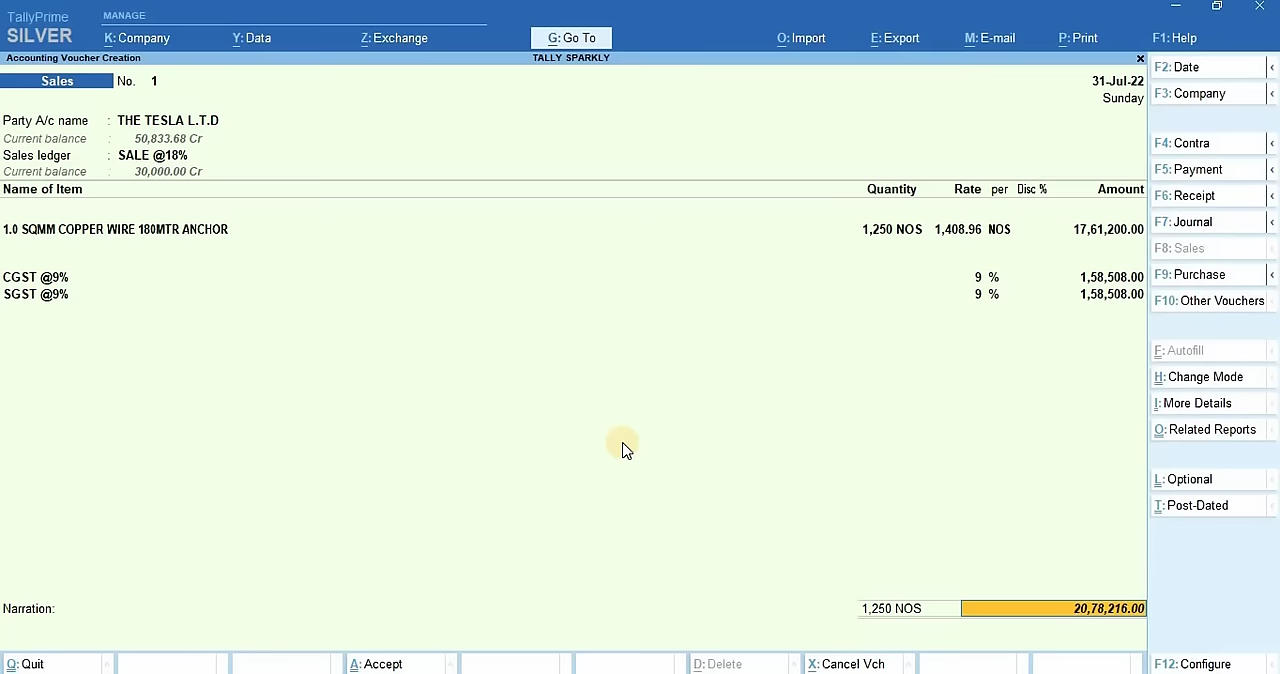 TallyPrime
MANAGE
SILVER
K: Company
Y: Data
Z: Exchange
G: Go To
O: Import
E: Export
M: E-mail
P: Print
F1: Help
Accounting Voucher Creation
TALLY SPARKLY
Sales No. 1
31-Jul-22
Sunday
Party A/c name : THE TESLA L.T.D
Current balance : 50,833.68 Cr
Sales ledger : SALE @18%
Current balance : 30,000.00 Cr
Name of Item Quantity Rate per Disc % Amount
1.0 SQMM COPPER WIRE 180MTR ANCHOR 1,250 NOS 1,408.96 NOS 17,61,200.00
CGST @9% 9 % 1,58,508.00
SGST @9% 9 % 1,58,508.00
Narration: 1,250 NOS 20,78,216.00
F2: Date
F3: Company
F4: Contra
F5: Payment
F6: Receipt
F7: Journal
F8: Sales
F9: Purchase
F10: Other Vouchers
F: Autofill
H: Change Mode
I: More Details
O: Related Reports
L: Optional
T: Post-Dated
Q: Quit
A: Accept
D: Delete
X: Cancel Vch
F12: Configure